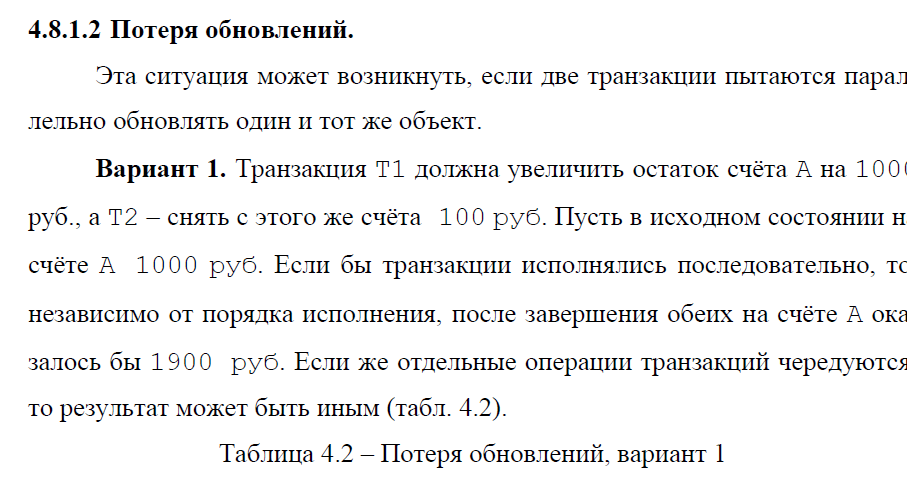 4.8.1.2 Потеря обновлений.
Эта ситуация может возникнуть, если две транзакции пытаются парал
лельно обновлять один и тот же объект.
Вариант 1. Транзакция T1 должна увеличить остаток счёта A на 1000
руб., а T2 – снять с этого же счёта 100 руб. Пусть в исходном состоянии на
счёте A 1000 руб. Если бы транзакции исполнялись последовательно, то
независимо от порядка исполнения, после завершения обеих на счёте A ока
залось бы 1900 руб. Если же отдельные операции транзакций чередуются
то результат может быть иным (табл. 4.2).
Таблица 4.2 – Потеря обновлений, вариант 1